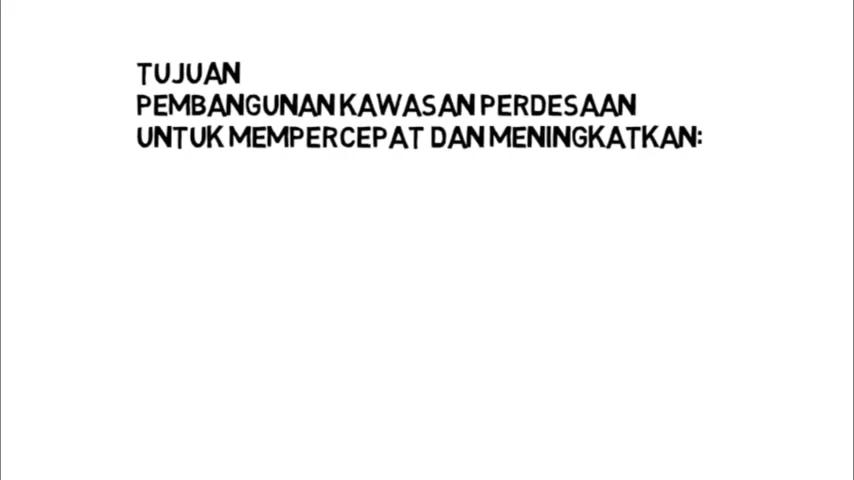 TUJUAN
PEMBANGUNAN KAWASAN PERDESAAN
UNTUK MEMPERCEPAT DAN MENINGKATKAN: